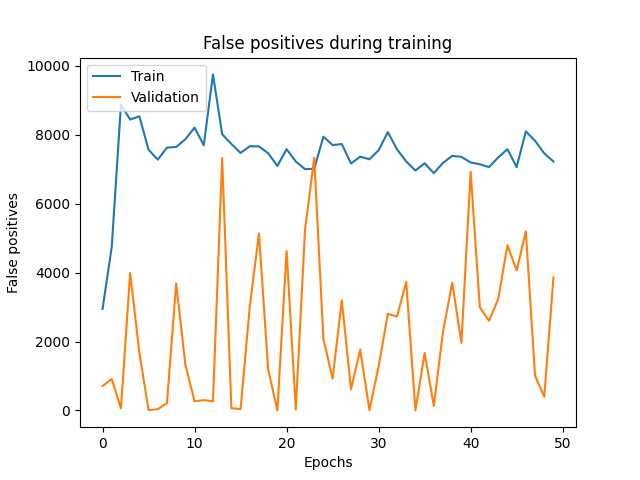 False positives during training
Train
Validation
False positives
10000
8000
6000
4000
2000
0
0 10 20 30 40 50
Epochs